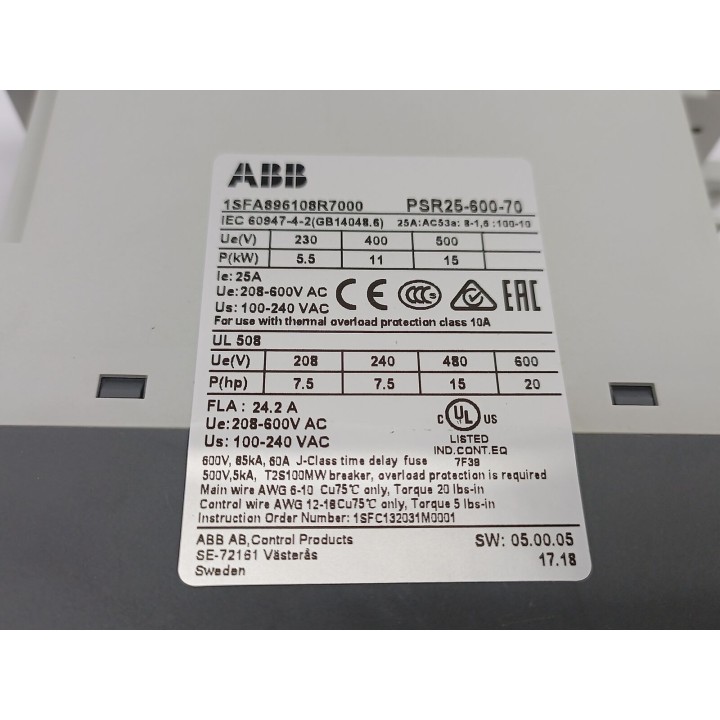 ABB
1SFA896108R7000 PSR25-600-70
IEC 60947-4-2(GB14048.6) 25A:AC53a: 8-1,6 :100-10
Ue(V) 230 400 500
P(kW) 5.5 11 15
Ie: 25A
Ue: 208-600V AC
Us: 100-240 VAC
CE CCC EAC
For use with thermal overload protection class 10A
UL 508
Ue(V) 208 240 480 600
P(hp) 7.5 7.5 15 20
FLA : 24.2 A
Ue: 208-600V AC
Us: 100-240 VAC
C UL US
LISTED
IND.CONT.EQ
7F38
600V, 85kA, 60A J-Class time delay fuse
500V,5kA, T2S100MW breaker, overload protection is required
Main wire AWG 6-10 Cu75℃ only, Torque 20 lbs-in
Control wire AWG 12-18Cu75℃ only, Torque 5 lbs-in
Instruction Order Number: 1SFC132031M0001
ABB AB,Control Products SW: 05.00.05
SE-72161 Västerås 17.18
Sweden